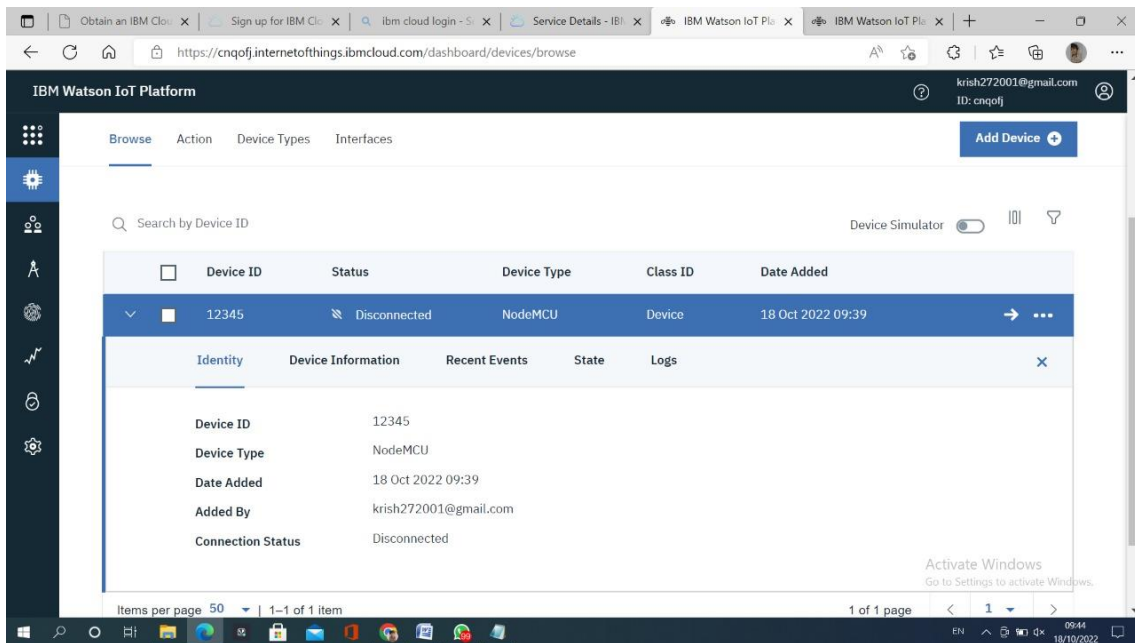 Obtain an IBM Clou
Sign up for IBM Clo
ibm cloud login - Se
Service Details - IBM
IBM Watson IoT Pla
IBM Watson IoT Pla
https://cnqofj.internetofthings.ibmcloud.com/dashboard/devices/browse
IBM Watson IoT Platform
krish272001@gmail.com
ID: cnqofj
Browse Action Device Types Interfaces
Add Device
Search by Device ID
Device Simulator
Device ID Status Device Type Class ID Date Added
12345 Disconnected NodeMCU Device 18 Oct 2022 09:39
Identity Device Information Recent Events State Logs
Device ID 12345
Device Type NodeMCU
Date Added 18 Oct 2022 09:39
Added By krish272001@gmail.com
Connection Status Disconnected
Activate Windows
Go to Settings to activate Windows.
Items per page 50 | 1–1 of 1 item 1 of 1 page 1
EN 09:44
18/10/2022